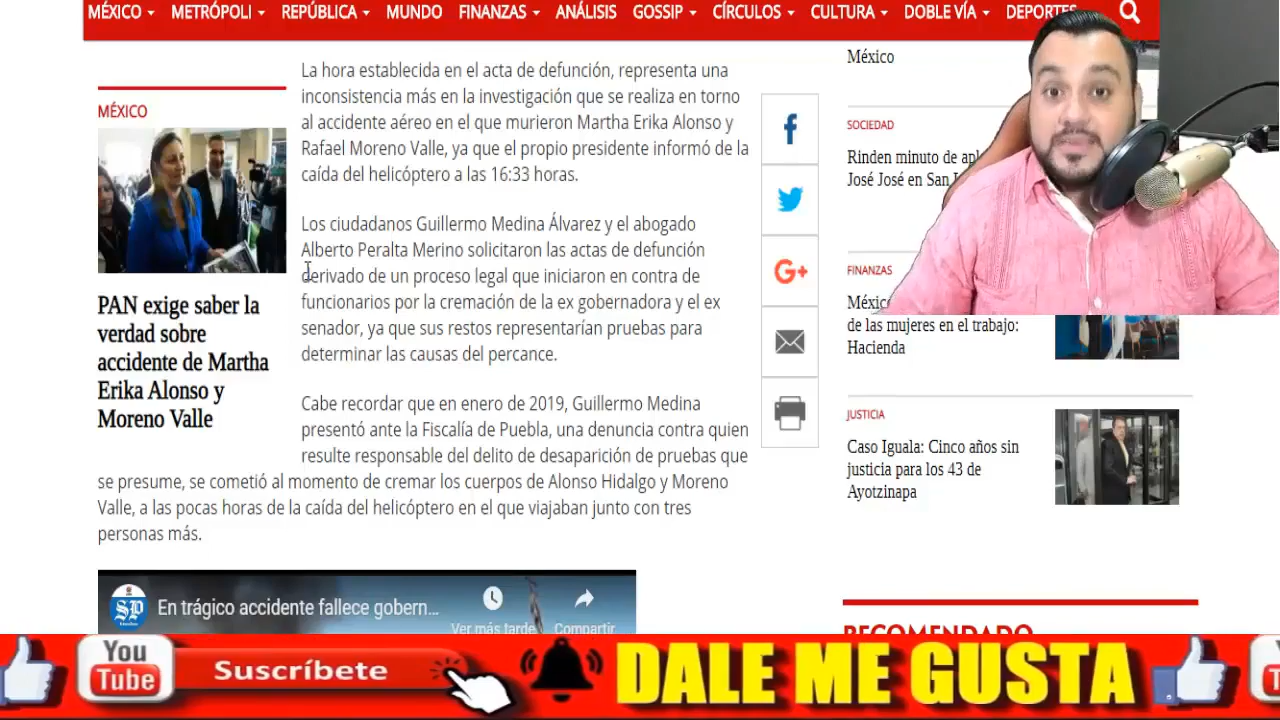 MÉXICO METRÓPOLI REPÚBLICA MUNDO FINANZAS ANÁLISIS GOSSIP CÍRCULOS CULTURA DOBLE VÍA DEPORTES
MÉXICO
PAN exige saber la
verdad sobre
accidente de Martha
Erika Alonso y
Moreno Valle
La hora establecida en el acta de defunción, representa una
inconsistencia más en la investigación que se realiza en torno
al accidente aéreo en el que murieron Martha Erika Alonso y
Rafael Moreno Valle, ya que el propio presidente informó de la
caída del helicóptero a las 16:33 horas.
Los ciudadanos Guillermo Medina Álvarez y el abogado
Alberto Peralta Merino solicitaron las actas de defunción
derivado de un proceso legal que iniciaron en contra de
funcionarios por la cremación de la ex gobernadora y el ex
senador, ya que sus restos representarían pruebas para
determinar las causas del percance.
Cabe recordar que en enero de 2019, Guillermo Medina
presentó ante la Fiscalía de Puebla, una denuncia contra quien
resulte responsable del delito de desaparición de pruebas que
se presume, se cometió al momento de cremar los cuerpos de Alonso Hidalgo y Moreno
Valle, a las pocas horas de la caída del helicóptero en el que viajaban junto con tres
personas más.
SP
En trágico accidente fallece gobern...
Ver más tarde
Compartir
G+
México
SOCIEDAD
Rinden minuto de
José José en San
FINANZAS
de las mujeres en el trabajo:
Hacienda
JUSTICIA
Caso Iguala: Cinco años sin
justicia para los 43 de
Ayotzinapa
RECOMENDADO
You
Tube
Suscríbete
DALE ME GUSTA